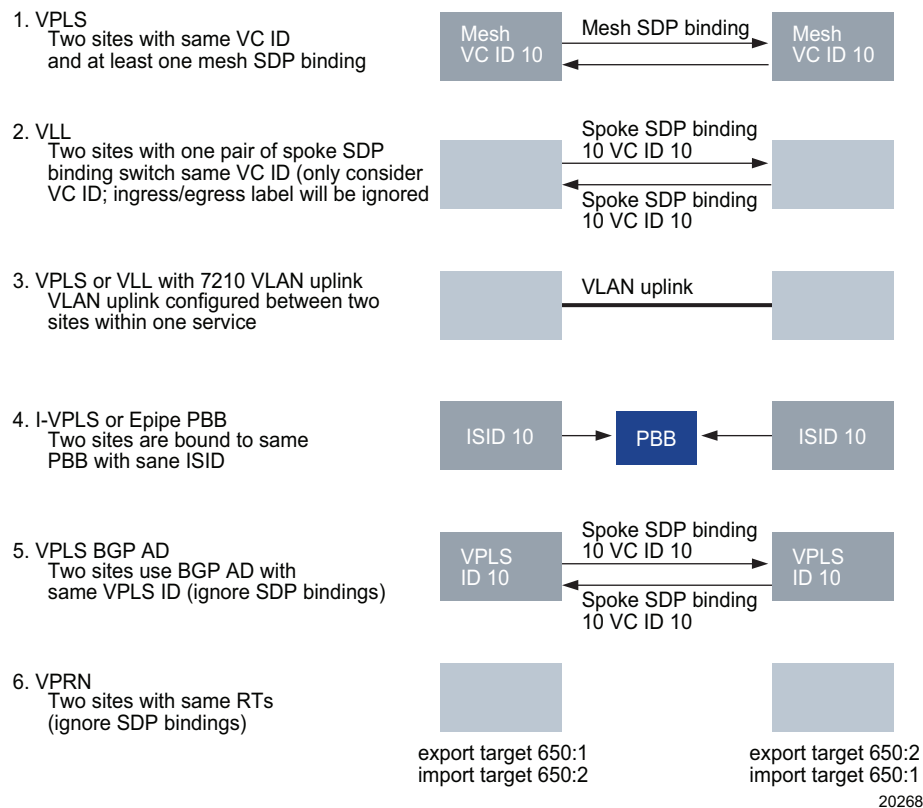 1. VPLS
Two sites with same VC ID
and at least one mesh SDP binding
Mesh
VC ID 10
Mesh SDP binding
Mesh
VC ID 10
2. VLL
Two sites with one pair of spoke SDP
binding switch same VC ID (only consider
VC ID; ingress/egress label will be ignored
Spoke SDP binding
10 VC ID 10
Spoke SDP binding
10 VC ID 10
3. VPLS or VLL with 7210 VLAN uplink
VLAN uplink configured between two
sites within one service
VLAN uplink
4. I-VPLS or Epipe PBB
Two sites are bound to same
PBB with sane ISID
ISID 10
PBB
ISID 10
5. VPLS BGP AD
Two sites use BGP AD with
same VPLS ID (ignore SDP bindings)
VPLS
ID 10
Spoke SDP binding
10 VC ID 10
Spoke SDP binding
10 VC ID 10
VPLS
ID 10
6. VPRN
Two sites with same RTs
(ignore SDP bindings)
export target 650:1
import target 650:2
export target 650:2
import target 650:1
20268